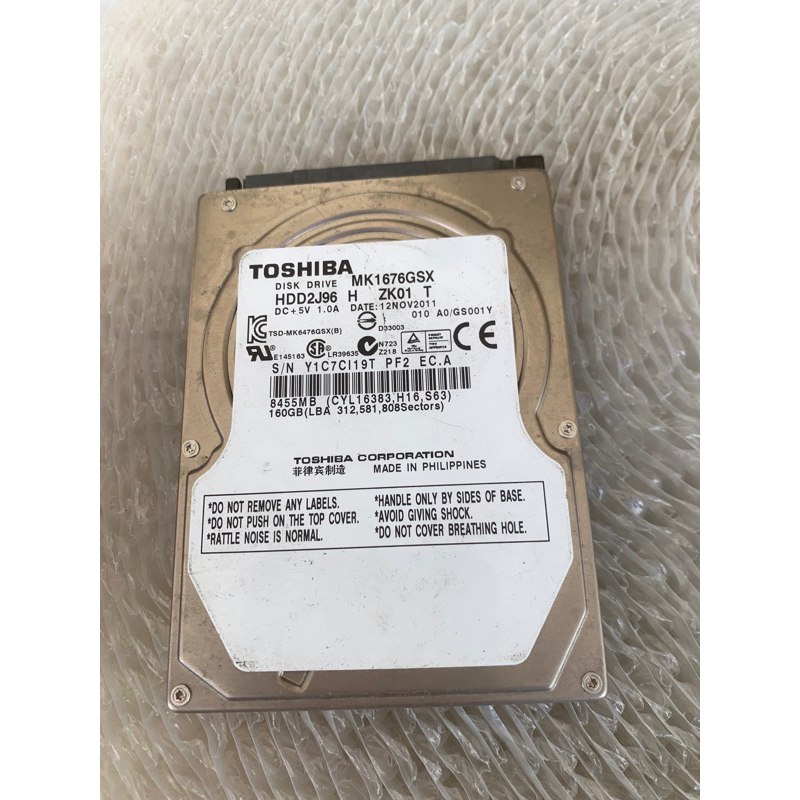 TOSHIBA
DISK DRIVE MK1676GSX
HDD2J96 H ZK01 T
DC+5V 1.0A DATE:12NOV2011
010 A0/GS001Y
TSD-MK6476GSX(B)
D33003
E145163
LR39635
N723
Z218
CE
S/N Y1C7CI19T PF2 EC.A
8455MB (CYL16383,H16,S63)
160GB(LBA 312,581,808Sectors)
TOSHIBA CORPORATION
菲律宾制造 MADE IN PHILIPPINES
*DO NOT REMOVE ANY LABELS.
*DO NOT PUSH ON THE TOP COVER.
*RATTLE NOISE IS NORMAL.
*HANDLE ONLY BY SIDES OF BASE.
*AVOID GIVING SHOCK.
*DO NOT COVER BREATHING HOLE.